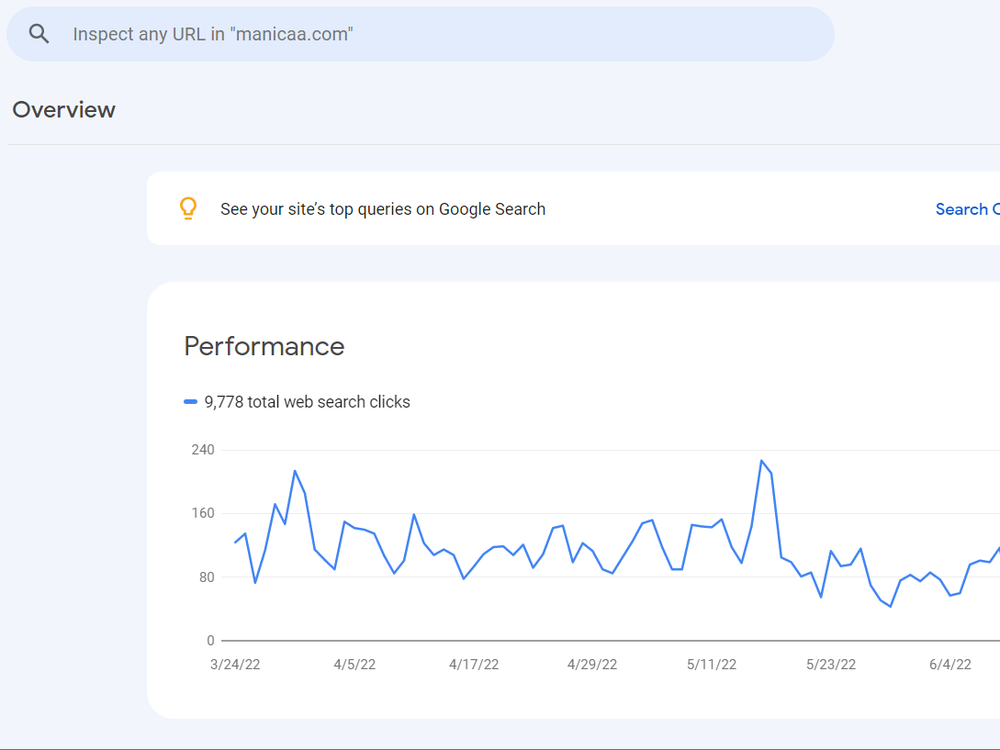 Inspect any URL in "manicaa.com"
Overview
See your site's top queries on Google Search
Search
Performance
9,778 total web search clicks
240
160
80
0
3/24/22
4/5/22
4/17/22
4/29/22
5/11/22
5/23/22
6/4/22